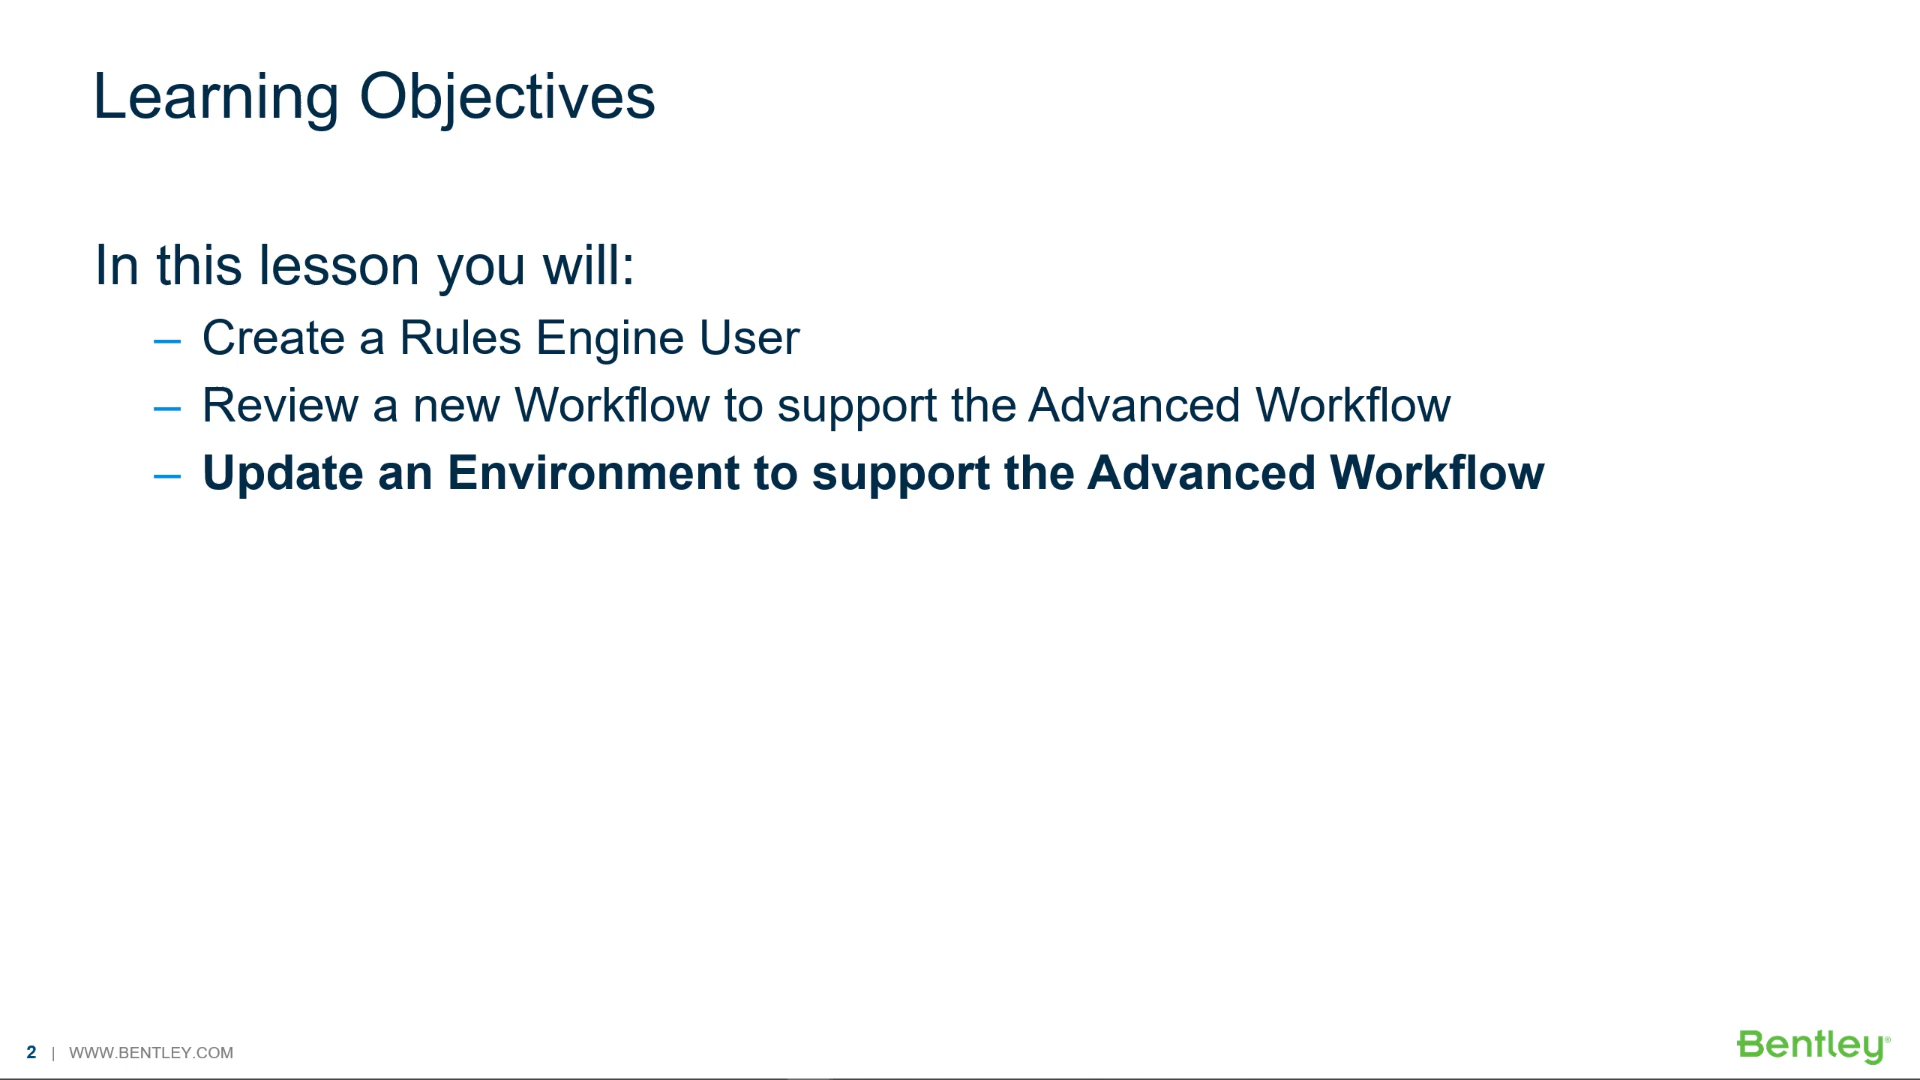 Learning Objectives
In this lesson you will:
– Create a Rules Engine User
– Review a new Workflow to support the Advanced Workflow
– Update an Environment to support the Advanced Workflow
2 | WWW.BENTLEY.COM
Bentley®